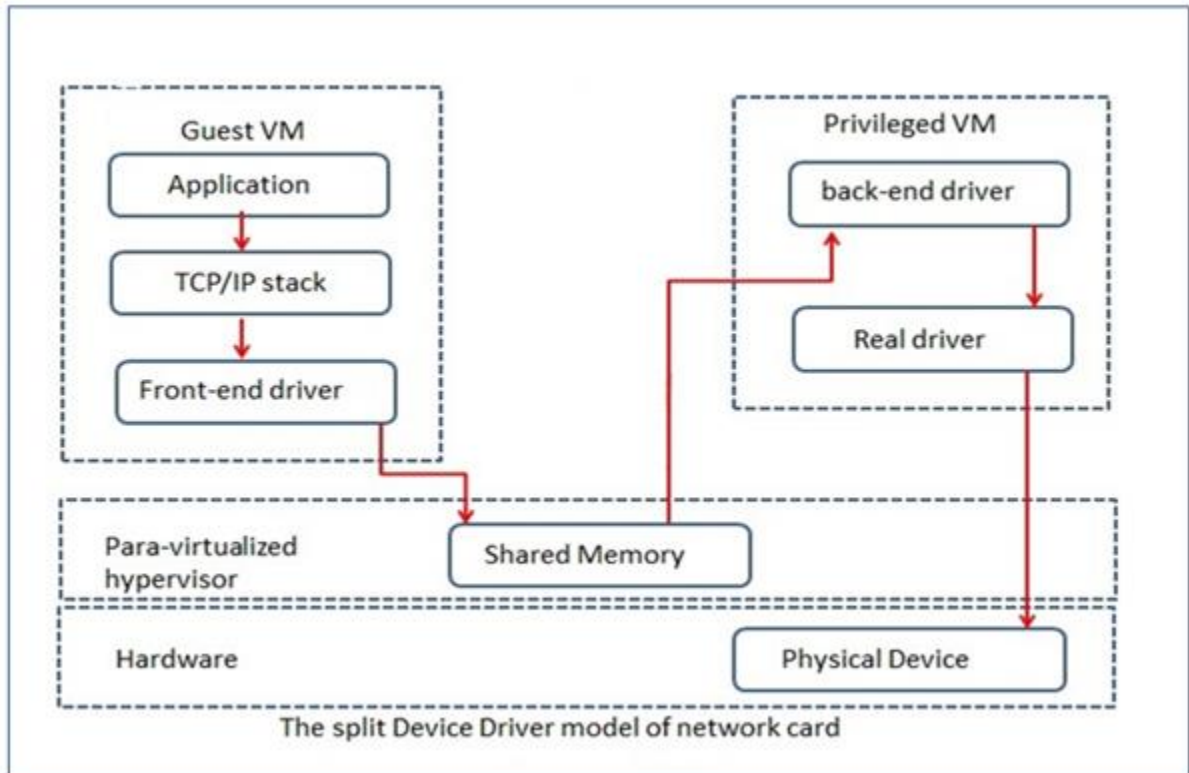 Guest VM
Application
TCP/IP stack
Front-end driver
Privileged VM
back-end driver
Real driver
Para-virtualized
hypervisor
Shared Memory
Hardware
Physical Device
The split Device Driver model of network card